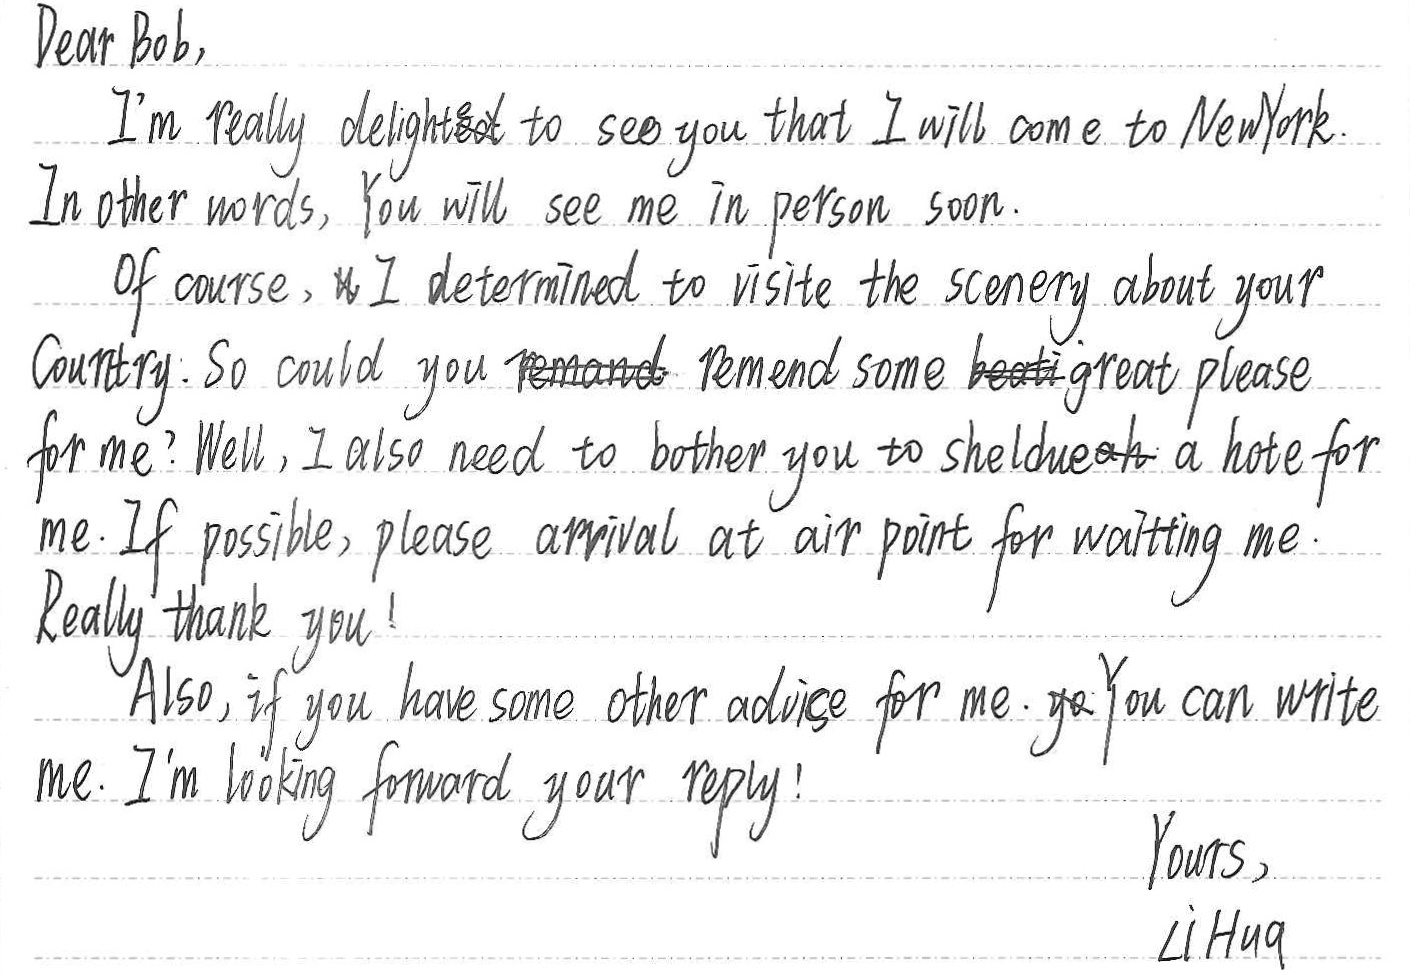 Dear Bob,
I'm really delighted to see you that I will come to NewYork.
In other words, You will see me in person soon.
Of course, I determined to visite the scenery about your
Country. So could you remend some great please
for me? Well, I also need to bother you to sheldue a hote for
me. If possible, please arrival at air point for waitting me.
Really thank you!
Also, if you have some other advice for me. You can write
me. I'm looking forward your reply!
Yours,
Li Hua